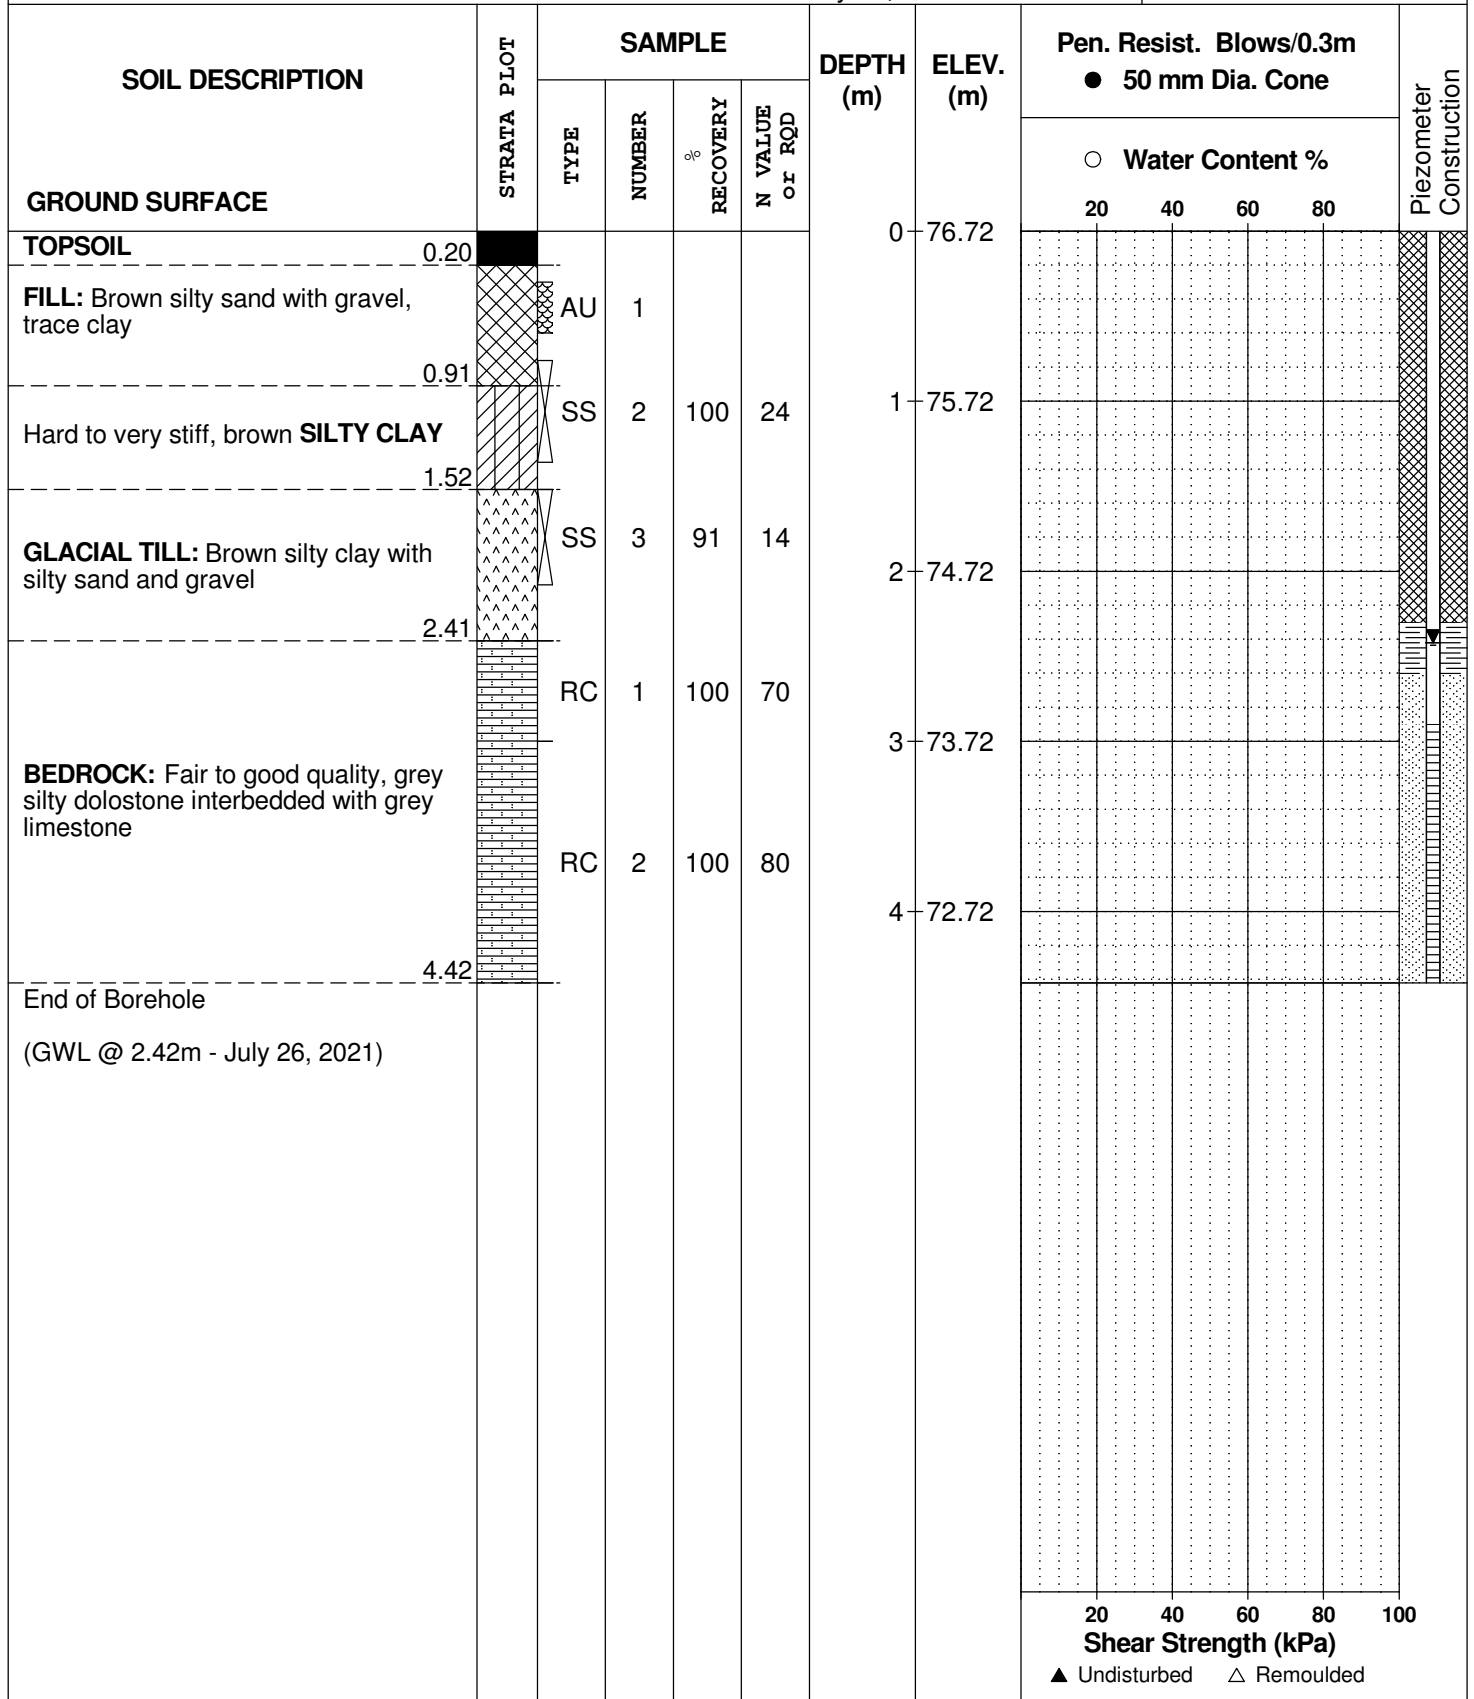 SOIL DESCRIPTION
GROUND SURFACE
STRATA PLOT
SAMPLE
TYPE
NUMBER
%
RECOVERY
N VALUE
or RQD
DEPTH
(m)
ELEV.
(m)
Pen. Resist. Blows/0.3m
● 50 mm Dia. Cone
○ Water Content %
20 40 60 80
Piezometer
Construction
0 76.72
TOPSOIL
0.20
FILL: Brown silty sand with gravel,
trace clay
AU 1
0.91
SS 2 100 24
1 75.72
Hard to very stiff, brown SILTY CLAY
1.52
SS 3 91 14
GLACIAL TILL: Brown silty clay with
silty sand and gravel
2 74.72
2.41
RC 1 100 70
3 73.72
BEDROCK: Fair to good quality, grey
silty dolostone interbedded with grey
limestone
RC 2 100 80
4 72.72
4.42
End of Borehole
(GWL @ 2.42m - July 26, 2021)
20 40 60 80 100
Shear Strength (kPa)
▲ Undisturbed △ Remoulded